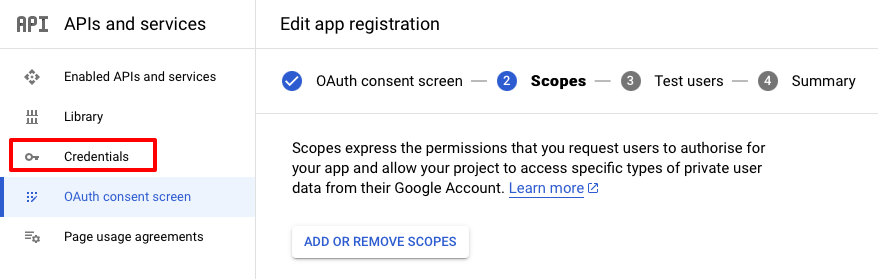 API APIs and services
Edit app registration
Enabled APIs and services
Library
Credentials
OAuth consent screen
Page usage agreements
OAuth consent screen 2 Scopes 3 Test users 4 Summary
Scopes express the permissions that you request users to authorise for
your app and allow your project to access specific types of private user
data from their Google Account. Learn more
ADD OR REMOVE SCOPES